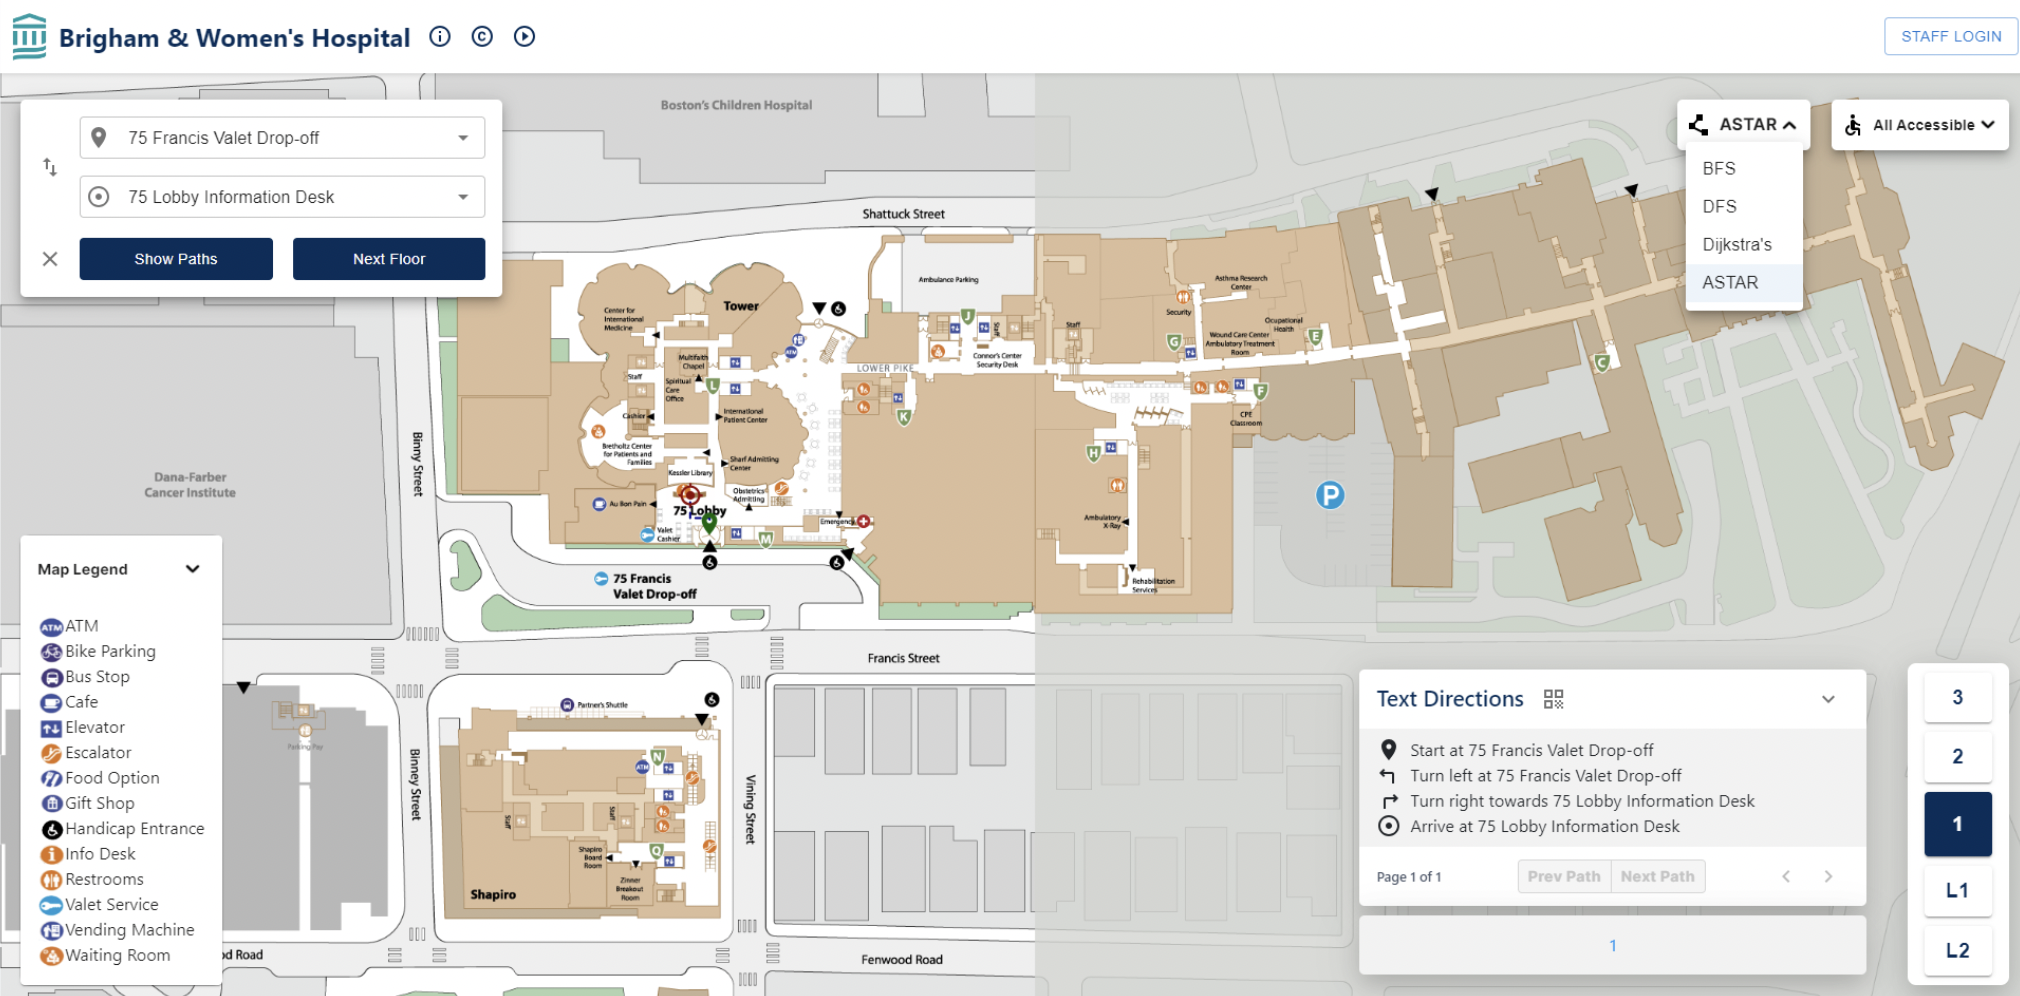 Brigham & Women's Hospital
STAFF LOGIN
75 Francis Valet Drop-off
75 Lobby Information Desk
Show Paths
Next Floor
ASTAR
BFS
DFS
Dijkstra's
ASTAR
All Accessible
Boston's Children Hospital
Shattuck Street
Ambulance Parking
Center for
International
Medicine
Tower
ATM
Multifaith
Chapel
Staff
Spiritual
Care
Office
L
Cashier
International
Patient Center
Bretholtz Center
for Patients and
Families
Sharf Admitting
Center
Kessler Library
Obstetrics
Admitting
Au Bon Pain
75 Lobby
Valet
Cashier
M
Emergency
75 Francis
Valet Drop-off
LOWER PIKE
J
Staff
Connor's Center
Security Desk
K
Staff
Asthma Research
Center
Security
Occupational
Health
Wound Care Center
Ambulatory Treatment
Room
G
E
C
F
CPE
Classroom
H
Ambulatory
X-Ray
Rehabilitation
Services
P
Binny Street
Dana-Farber
Cancer Institute
Francis Street
Partner's Shuttle
Parking Pay
Binney Street
Vining Street
N
ATM
Staff
Staff
Q
Shapiro
Board
Room
Zinner
Breakout
Room
Shapiro
Fenwood Road
od Road
Map Legend
ATM ATM
Bike Parking
Bus Stop
Cafe
Elevator
Escalator
Food Option
Gift Shop
Handicap Entrance
Info Desk
Restrooms
Valet Service
Vending Machine
Waiting Room
Text Directions
Start at 75 Francis Valet Drop-off
Turn left at 75 Francis Valet Drop-off
Turn right towards 75 Lobby Information Desk
Arrive at 75 Lobby Information Desk
Page 1 of 1
Prev Path
Next Path
1
3
2
1
L1
L2